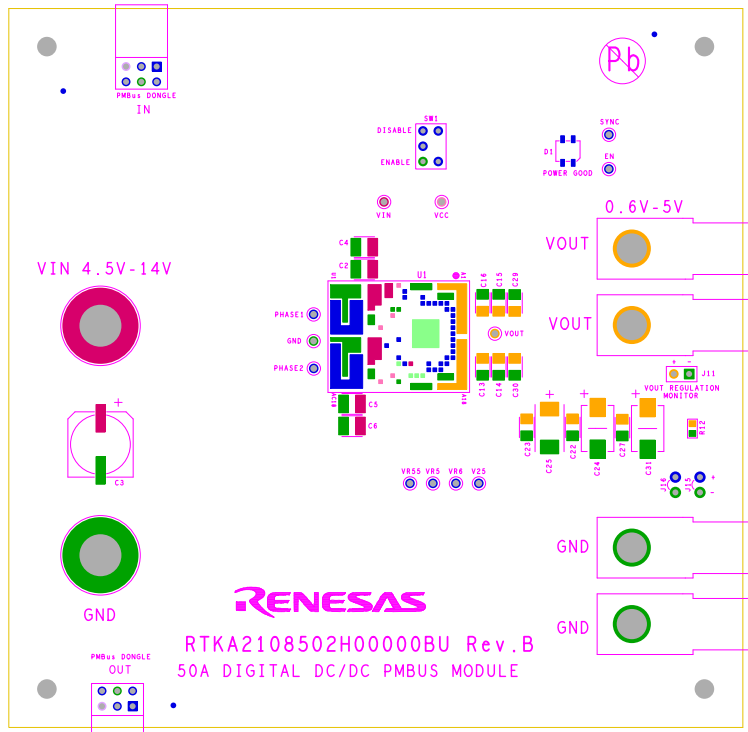 Pb
PMBus DONGLE
IN
SW1
DISABLE
ENABLE
SYNC
D1
EN
POWER GOOD
VIN
VCC
0.6V-5V
VOUT
VIN 4.5V-14V
C4
C2
U1
A1
C16
C15
C29
PHASE1
GND
PHASE2
VOUT
VOUT
C13
C14
C30
+ -
J11
VOUT REGULATION
MONITOR
C5
C6
+
C3
+
+
+
C23
C25
C22
C24
C27
C31
R12
VR55
VR5
VR6
V25
J16
J15
+
-
GND
GND
GND
RENESAS
RTKA2108502H00000BU Rev.B
50A DIGITAL DC/DC PMBUS MODULE
PMBus DONGLE
OUT